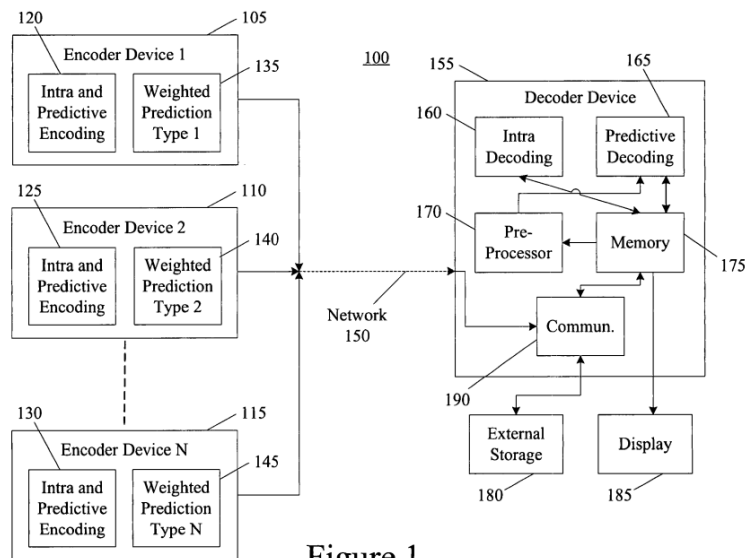 120
105
Encoder Device 1
Intra and
Predictive
Encoding
135
Weighted
Prediction
Type 1
100
125
110
Encoder Device 2
Intra and
Predictive
Encoding
140
Weighted
Prediction
Type 2
130
115
Encoder Device N
Intra and
Predictive
Encoding
145
Weighted
Prediction
Type N
Network
150
155
165
Decoder Device
160
Intra
Decoding
Predictive
Decoding
170
Pre-
Processor
Memory
175
Commun.
190
External
Storage
180
Display
185
Figure 1